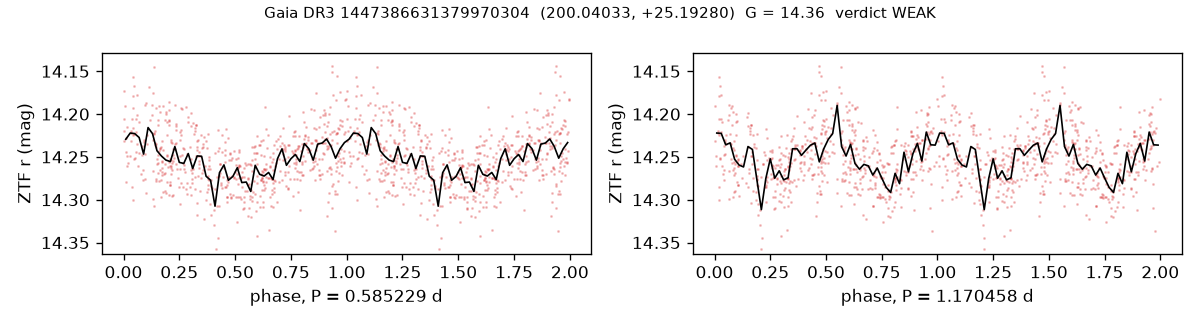 Gaia DR3 1447386631379970304 (200.04033, +25.19280) G = 14.36 verdict WEAK
ZTF r (mag)
14.15
14.20
14.25
14.30
14.35
0.00 0.25 0.50 0.75 1.00 1.25 1.50 1.75 2.00
phase, P = 0.585229 d
ZTF r (mag)
14.15
14.20
14.25
14.30
14.35
0.00 0.25 0.50 0.75 1.00 1.25 1.50 1.75 2.00
phase, P = 1.170458 d